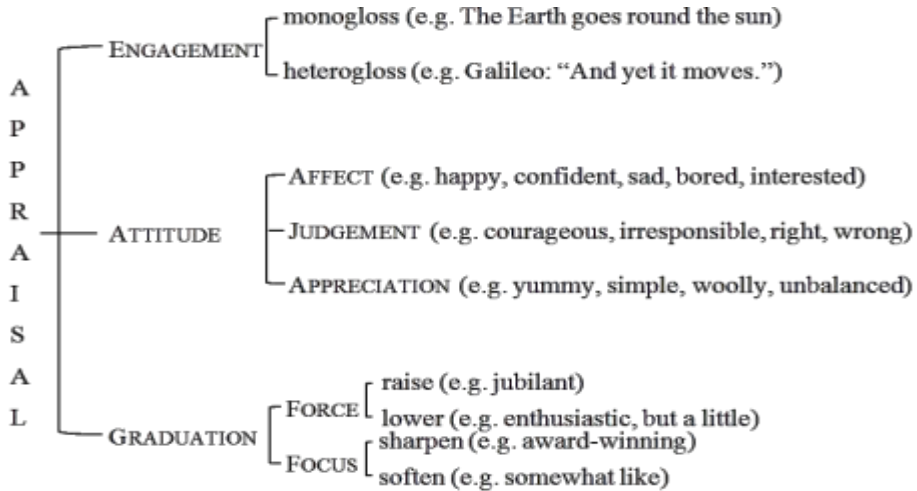 APPRAISAL
ENGAGEMENT
monogloss (e.g. The Earth goes round the sun)
heterogloss (e.g. Galileo: “And yet it moves.”)
ATTITUDE
AFFECT (e.g. happy, confident, sad, bored, interested)
JUDGEMENT (e.g. courageous, irresponsible, right, wrong)
APPRECIATION (e.g. yummy, simple, woolly, unbalanced)
GRADUATION
FORCE
raise (e.g. jubilant)
lower (e.g. enthusiastic, but a little)
FOCUS
sharpen (e.g. award-winning)
soften (e.g. somewhat like)